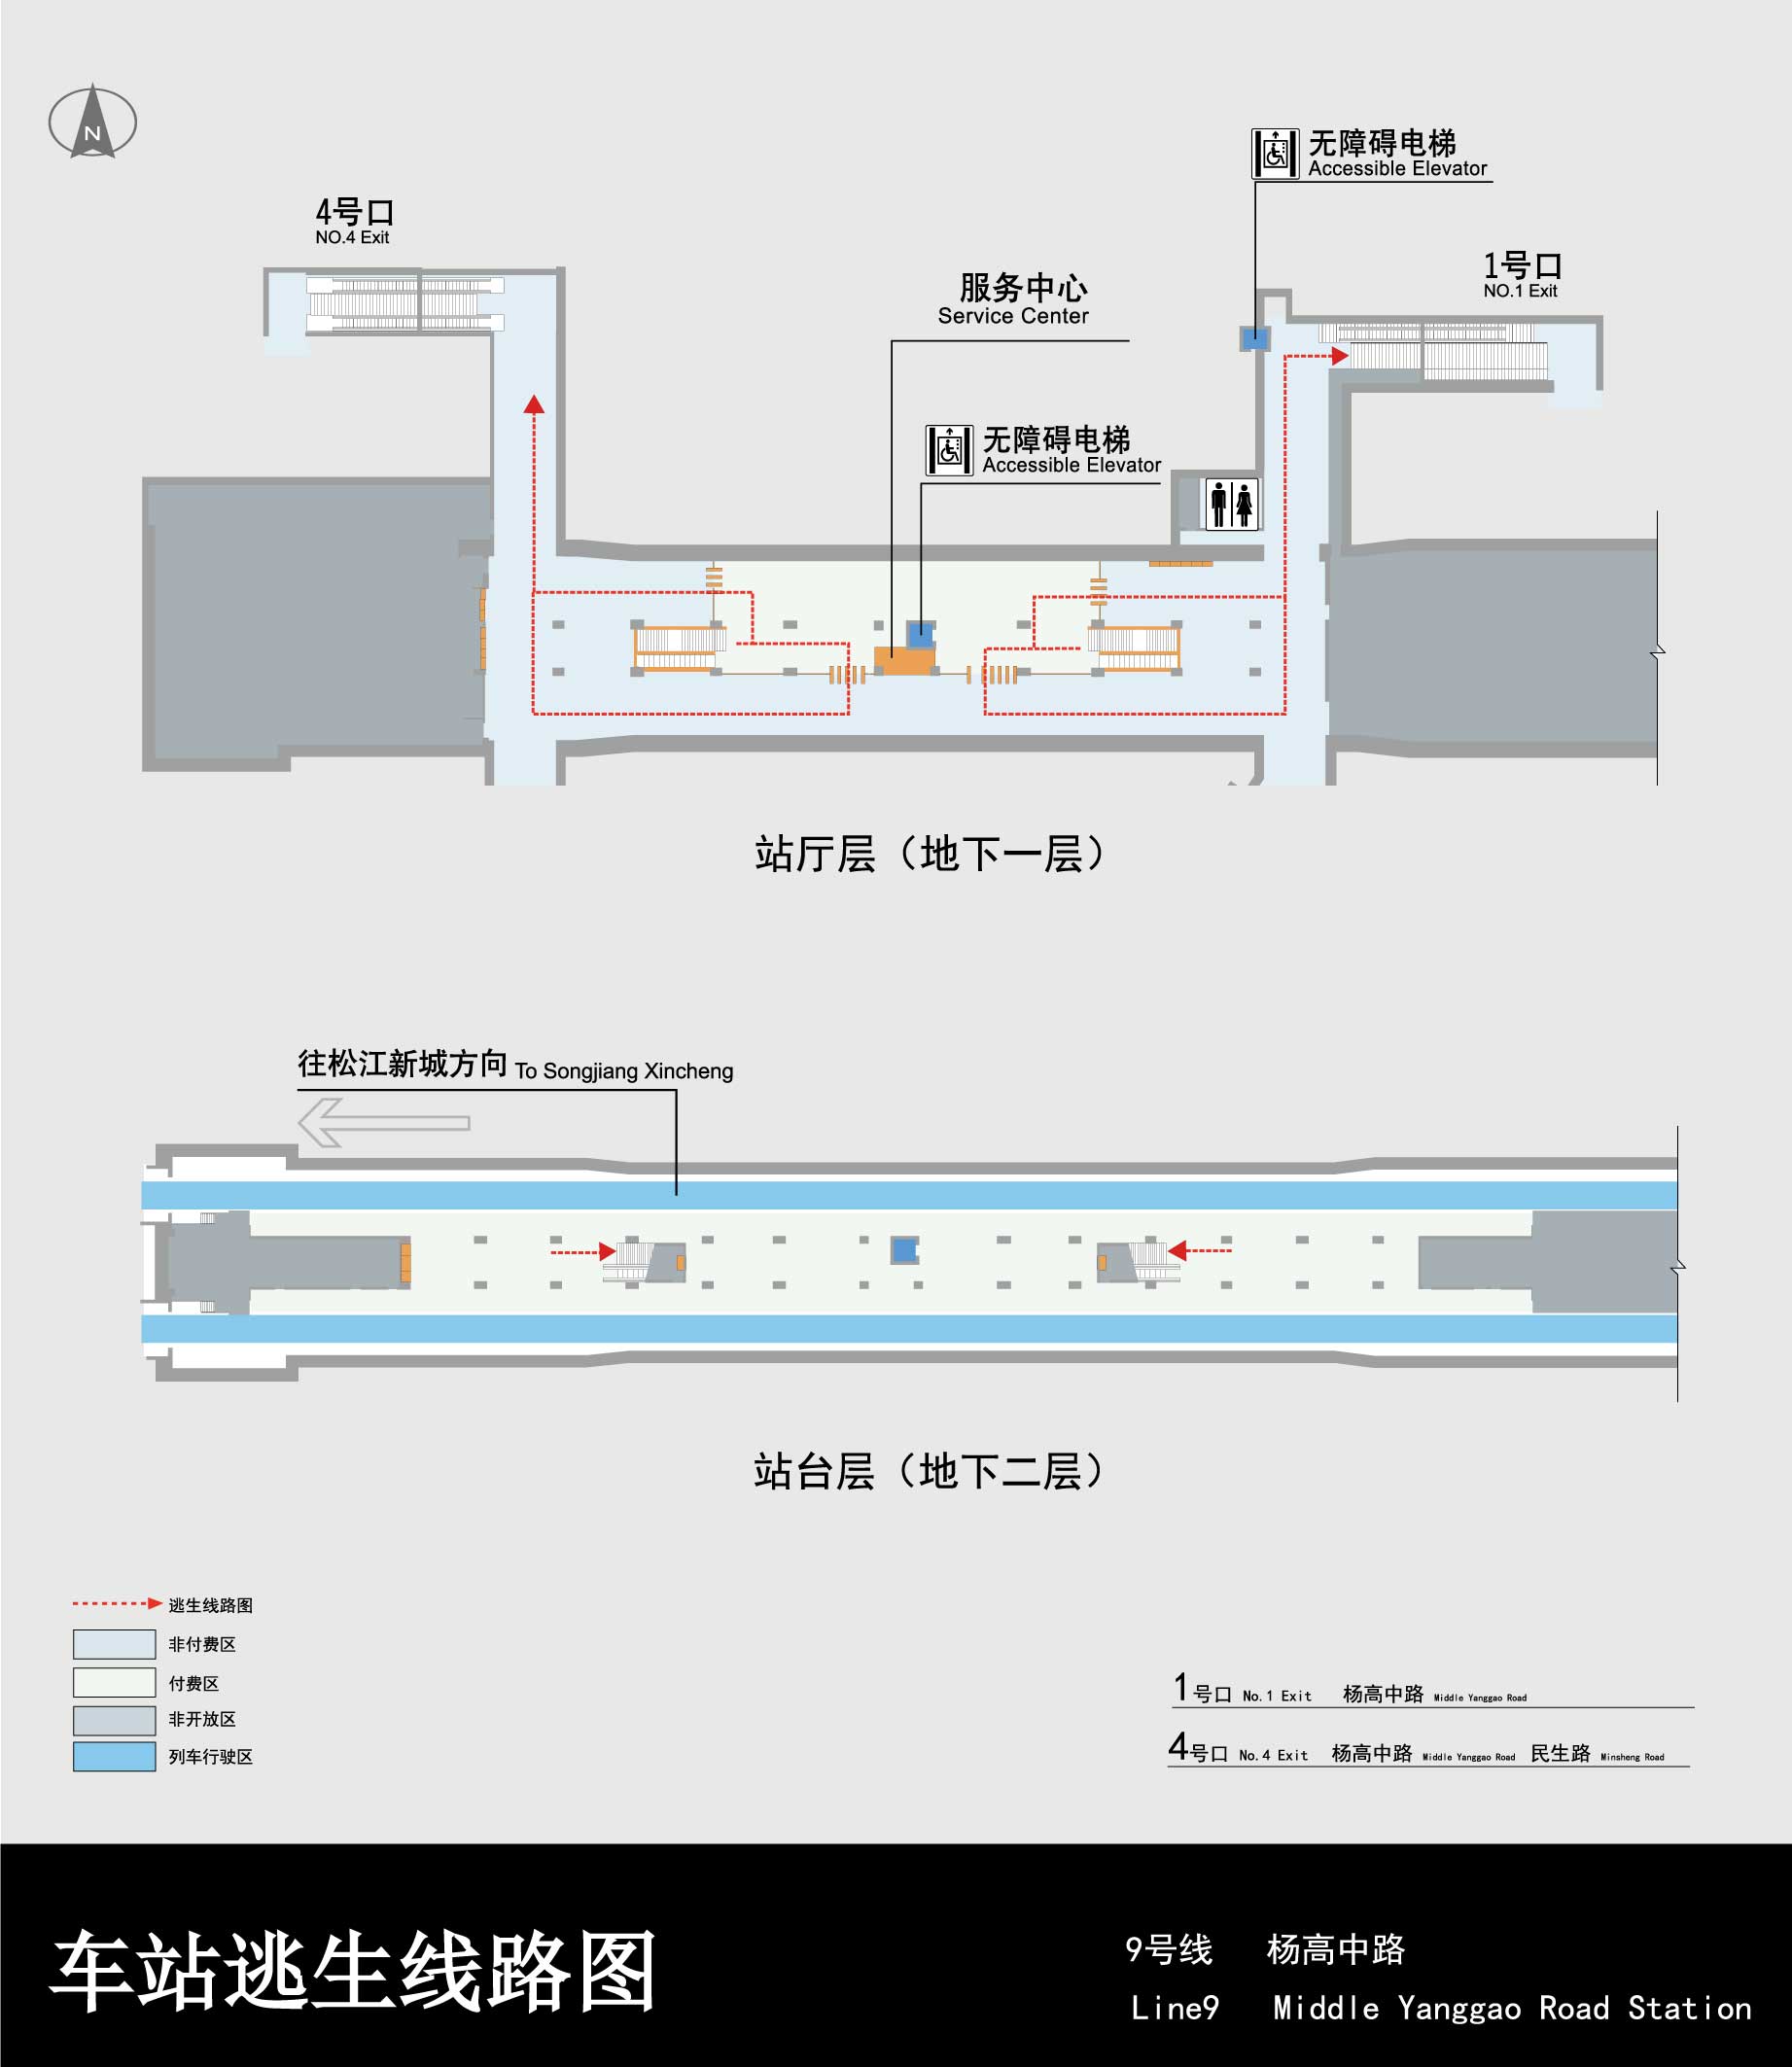 N
无障碍电梯
Accessible Elevator
4号口
NO.4 Exit
1号口
NO.1 Exit
服务中心
Service Center
无障碍电梯
Accessible Elevator
站厅层（地下一层）
往松江新城方向 To Songjiang Xincheng
站台层（地下二层）
逃生线路图
非付费区
付费区
非开放区
列车行驶区
1号口 No.1 Exit 杨高中路 Middle Yanggao Road
4号口 No.4 Exit 杨高中路 Middle Yanggao Road 民生路 Minsheng Road
车站逃生线路图
9号线 杨高中路
Line9 Middle Yanggao Road Station